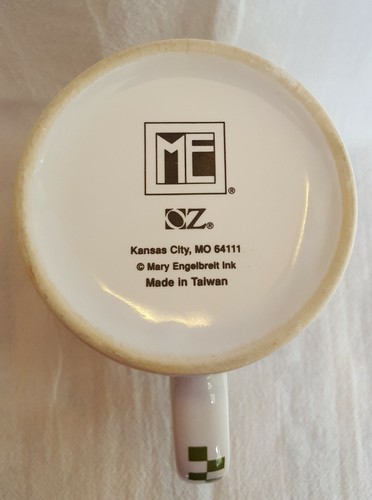 ME®
OZ®
Kansas City, MO 64111
© Mary Engelbreit Ink
Made in Taiwan